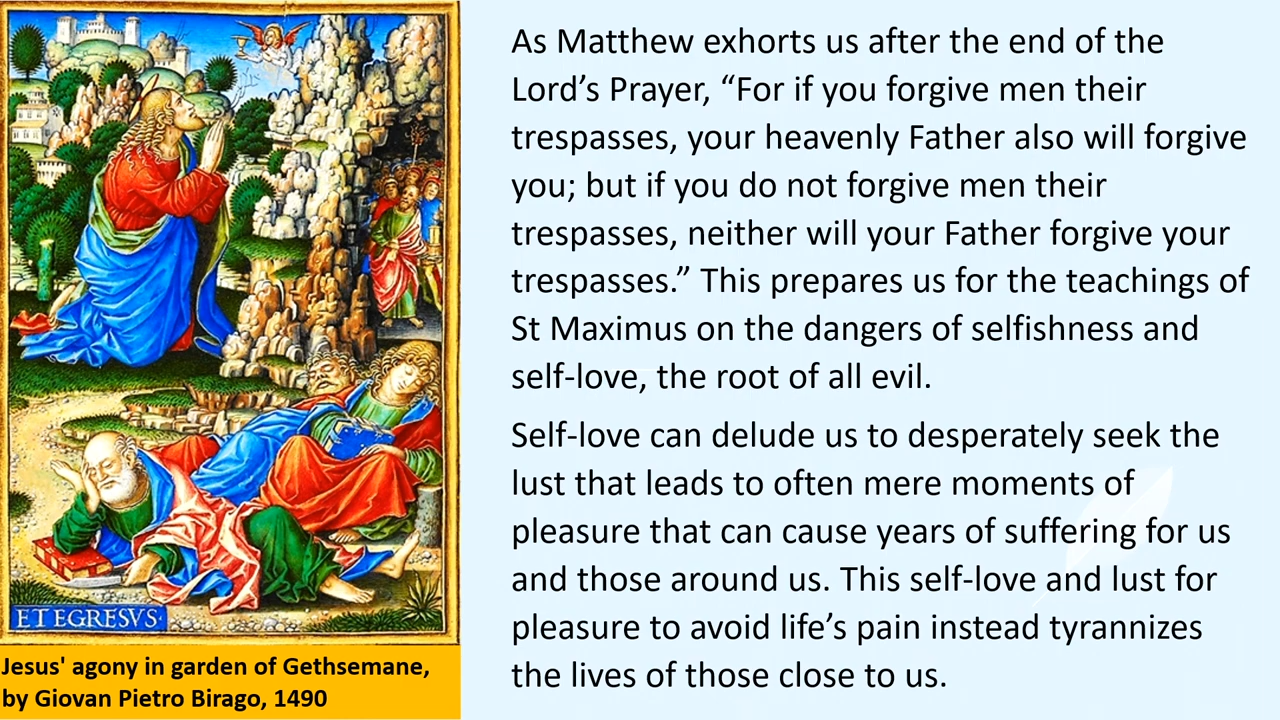 ET EGRESVS
Jesus' agony in garden of Gethsemane,
by Giovan Pietro Birago, 1490
As Matthew exhorts us after the end of the
Lord’s Prayer, “For if you forgive men their
trespasses, your heavenly Father also will forgive
you; but if you do not forgive men their
trespasses, neither will your Father forgive your
trespasses.” This prepares us for the teachings of
St Maximus on the dangers of selfishness and
self-love, the root of all evil.
Self-love can delude us to desperately seek the
lust that leads to often mere moments of
pleasure that can cause years of suffering for us
and those around us. This self-love and lust for
pleasure to avoid life’s pain instead tyrannizes
the lives of those close to us.